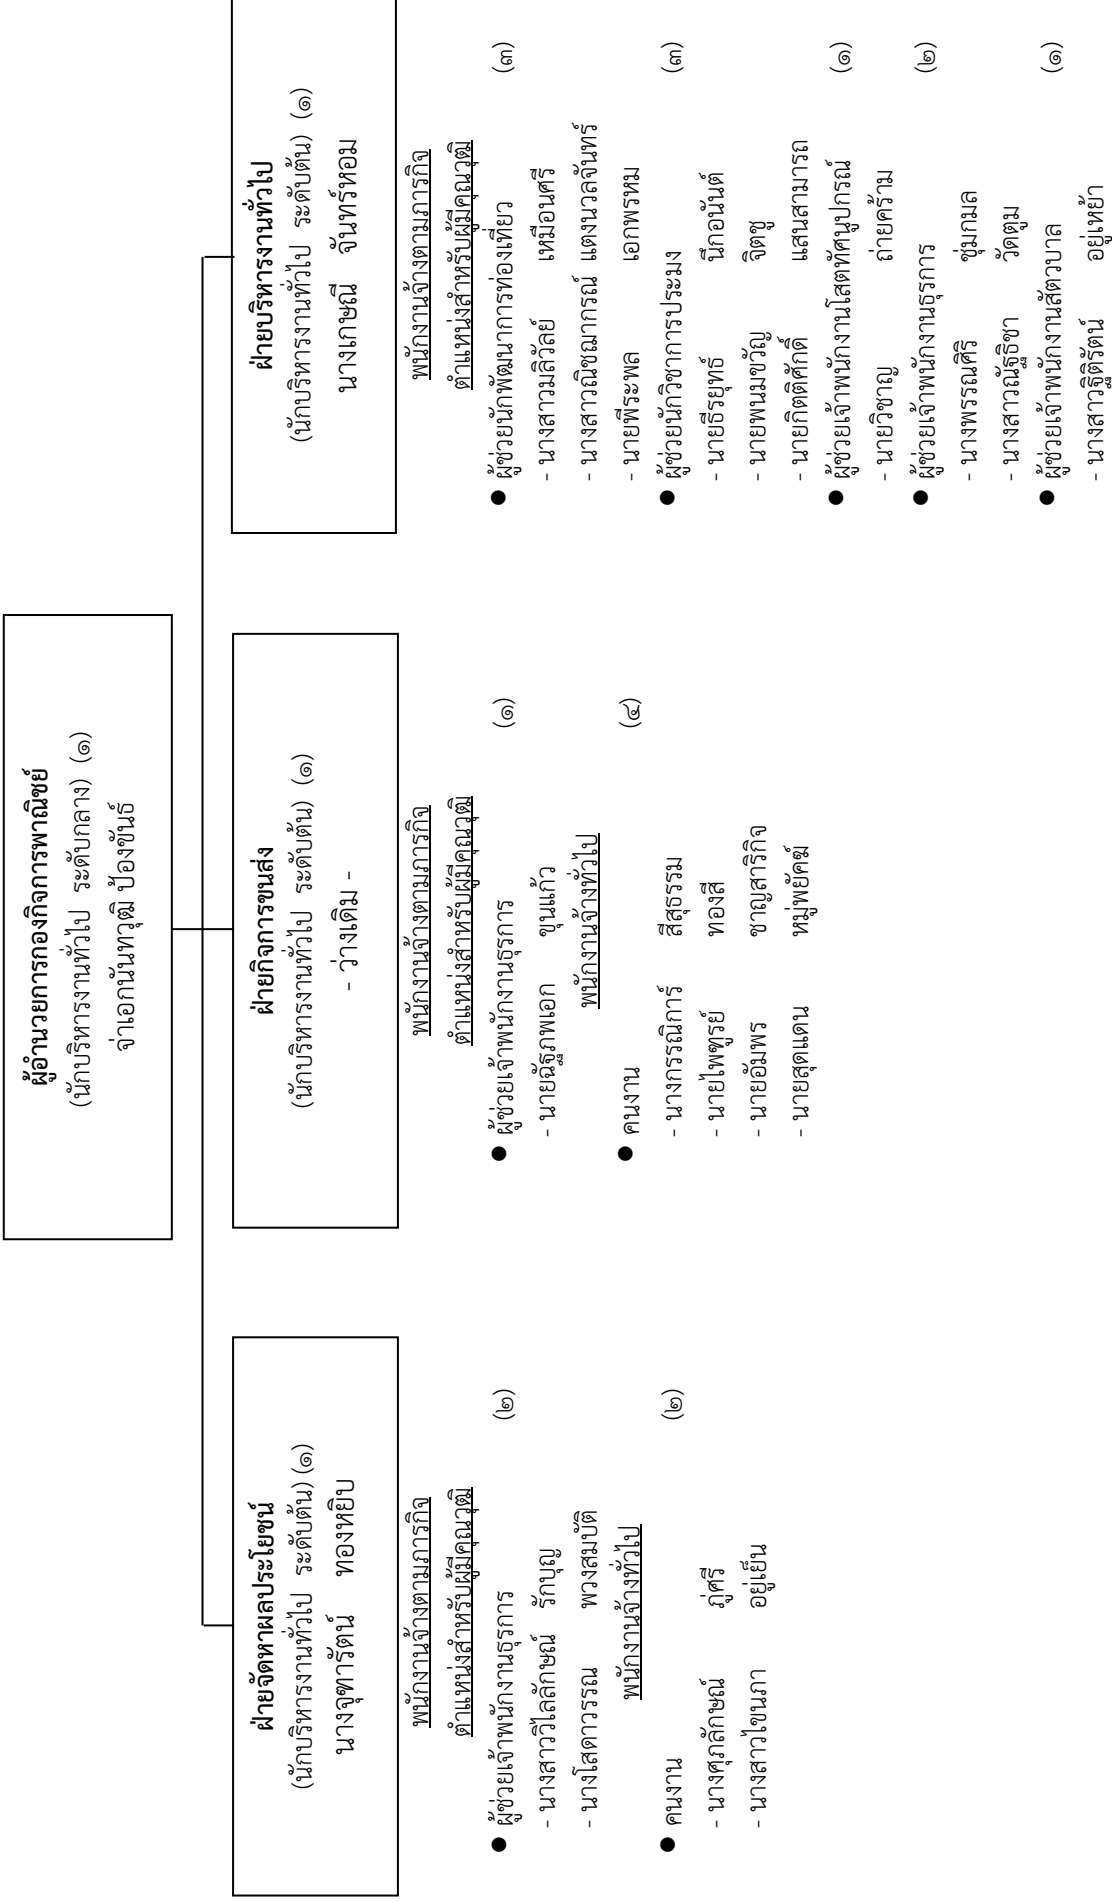 ผู้อำนวยการกองกิจการพาณิชย์
(นักบริหารงานทั่วไป ระดับกลาง) (๑)
จ่าเอกนันทวุฒิ ป้องขันธ์
ฝ่ายจัดหาผลประโยชน์
(นักบริหารงานทั่วไป ระดับต้น) (๑)
นางจุฑารัตน์ ทองหยิบ
พนักงานจ้างตามภารกิจ
ตำแหน่งสำหรับผู้มีคุณวุฒิ
● ผู้ช่วยเจ้าพนักงานธุรการ (๒)
- นางสาววิไลลักษณ์ รักบุญ
- นางโสดาวรรณ พวงสมบัติ
พนักงานจ้างทั่วไป
● คนงาน (๒)
- นางศุภลักษณ์ ภู่ศรี
- นางสาวไขนภา อยู่เย็น
ฝ่ายกิจการขนส่ง
(นักบริหารงานทั่วไป ระดับต้น) (๑)
- ว่างเดิม -
พนักงานจ้างตามภารกิจ
ตำแหน่งสำหรับผู้มีคุณวุฒิ
● ผู้ช่วยเจ้าพนักงานธุรการ (๑)
- นายฉัฐภพเอก ขุนแก้ว
พนักงานจ้างทั่วไป
● คนงาน (๔)
- นางกรรณิการ์ สีสุธรรม
- นายไพฑูรย์ ทองสี
- นายอัมพร ชาญสาริกิจ
- นายสุดแดน หมู่พยัคฆ์
ฝ่ายบริหารงานทั่วไป
(นักบริหารงานทั่วไป ระดับต้น) (๑)
นางเกษณี จันทร์หอม
พนักงานจ้างตามภารกิจ
ตำแหน่งสำหรับผู้มีคุณวุฒิ
● ผู้ช่วยนักพัฒนาการท่องเที่ยว (๓)
- นางสาวมลิวัลย์ เหมือนศรี
- นางสาวณิชฌากรณ์ แตงนวลจันทร์
- นายพีระพล เอกพรหม
● ผู้ช่วยนักวิชาการประมง (๓)
- นายธีรยุทธ์ นึกอนันต์
- นายพนมขวัญ จิตชู
- นายกิตติศักดิ์ แสนสามารถ
● ผู้ช่วยเจ้าพนักงานโสตทัศนูปกรณ์ (๑)
- นายวิชาญ ถ่ายคร้าม
● ผู้ช่วยเจ้าพนักงานธุรการ (๒)
- นางพรรณศิริ ชุ่มกมล
- นางสาวณัฐธิชา วัดตูม
● ผู้ช่วยเจ้าพนักงานสัตวบาล (๑)
- นางสาวฐิติรัตน์ อยู่เหย้า